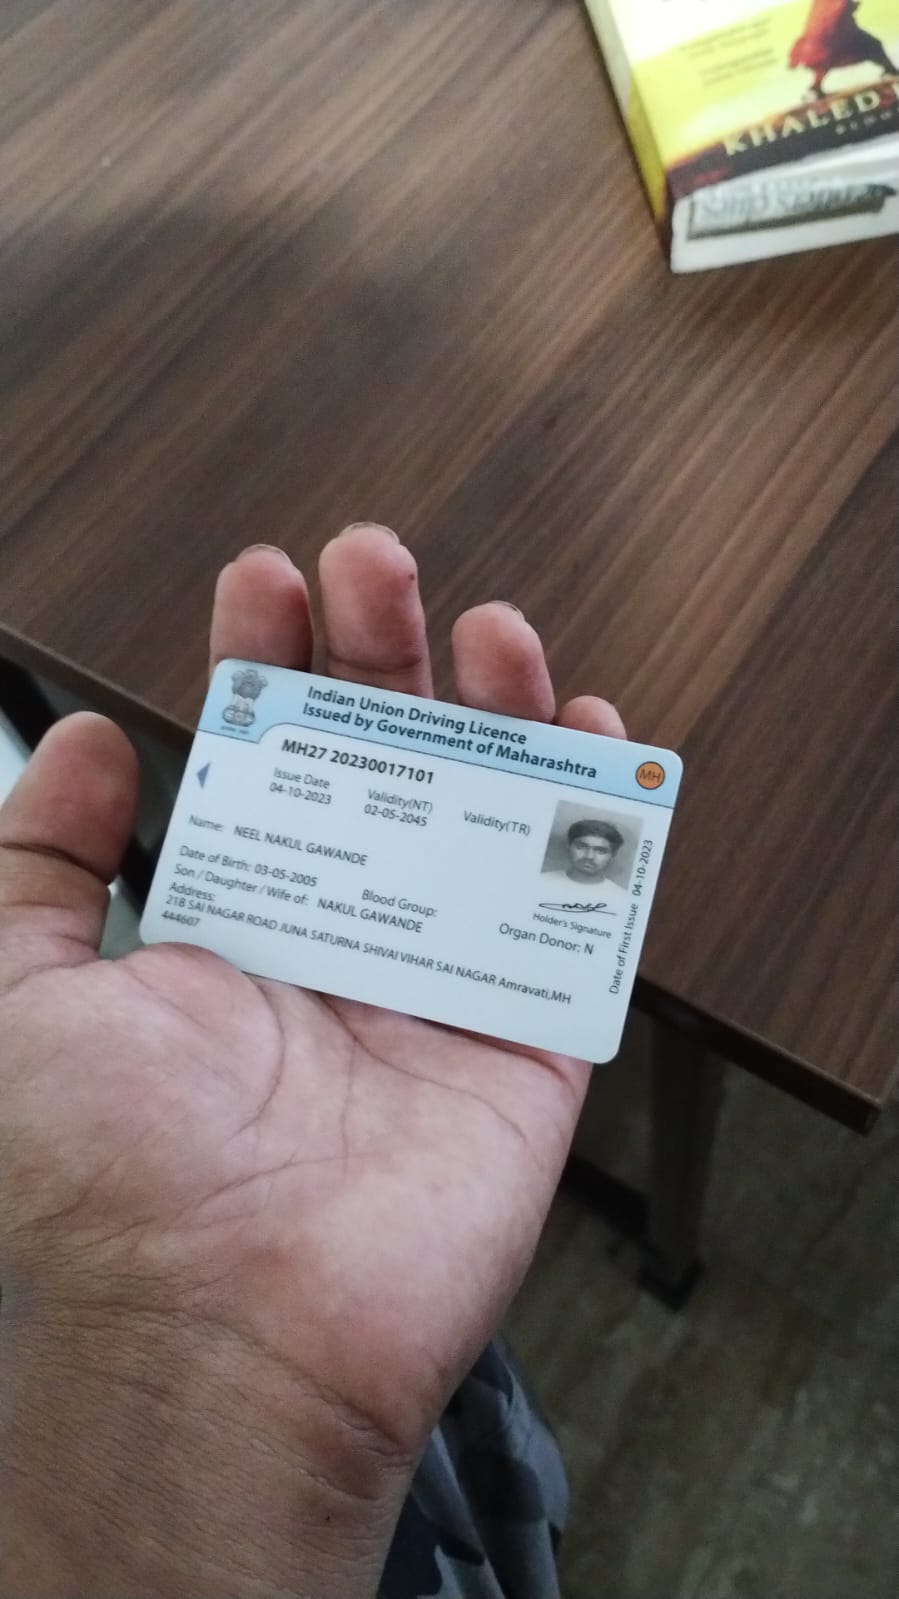 KHALED
Indian Union Driving Licence
Issued by Government of Maharashtra
MH
MH27 20230017101
Issue Date
04-10-2023
Validity(NT)
02-05-2045
Validity(TR)
Name: NEEL NAKUL GAWANDE
Date of Birth: 03-05-2005
Blood Group:
Son / Daughter / Wife of: NAKUL GAWANDE
Address:
21B SAI NAGAR ROAD JUNA SATURNA SHIVAI VIHAR SAI NAGAR Amravati,MH
444607
Holder's Signature
Organ Donor: N
Date of First Issue 04-10-2023